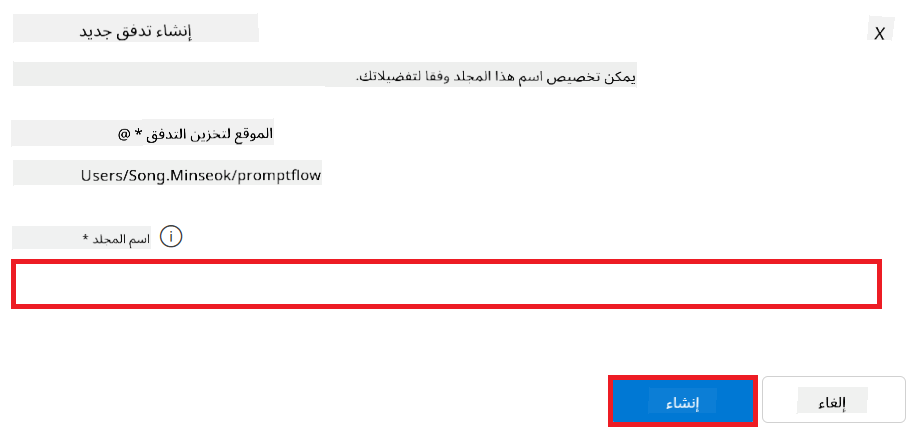 إنشاء تدفق جديد
X
يمكن تخصيص اسم هذا المجلد وفقا لتفضيلاتك.
الموقع لتخزين التدفق * @
Users/Song.Minseok/promptflow
اسم المجلد * i
إنشاء
إلغاء